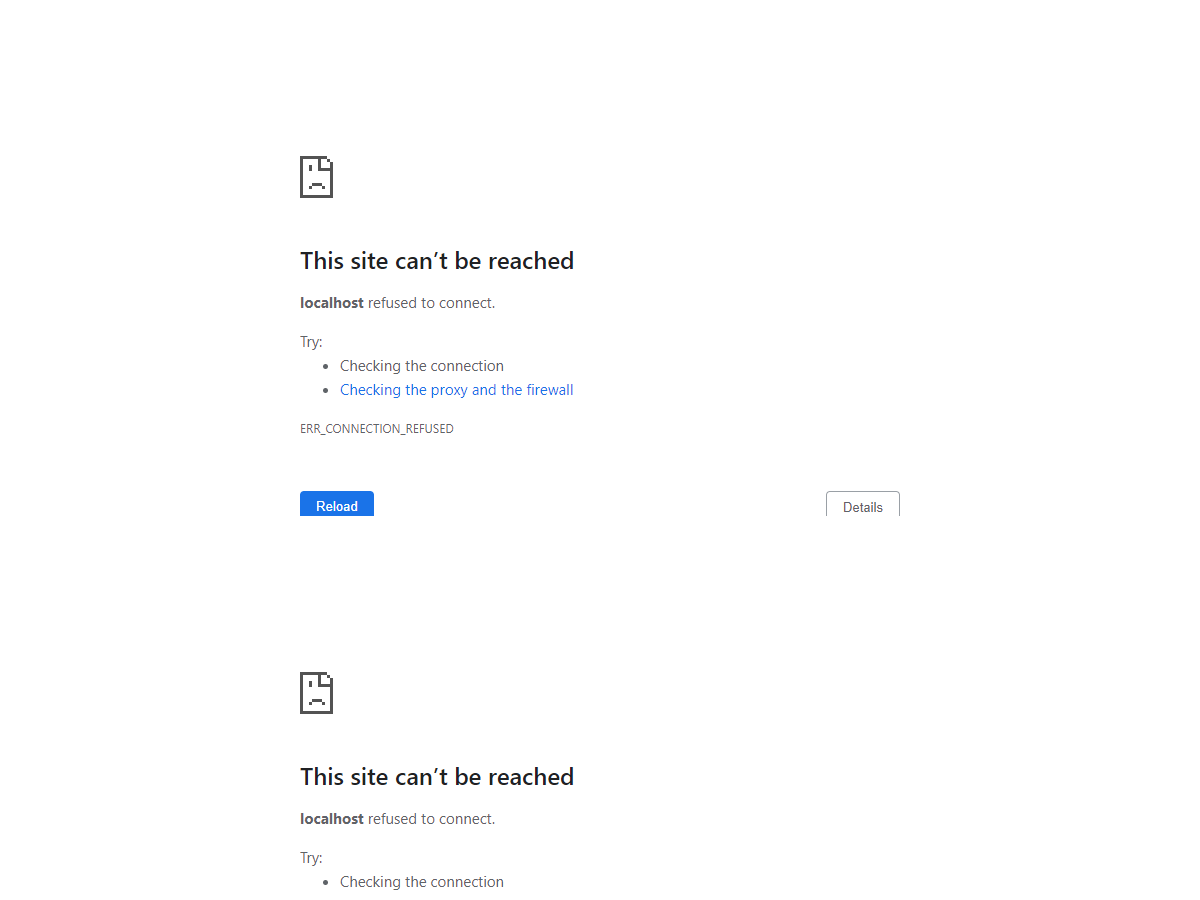 This site can’t be reached
localhost refused to connect.
Try:
Checking the connection
Checking the proxy and the firewall
ERR_CONNECTION_REFUSED
Reload
Details
This site can’t be reached
localhost refused to connect.
Try:
Checking the connection